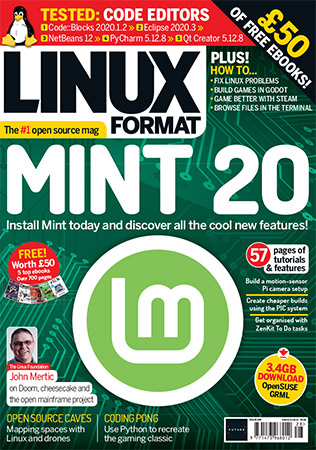 TESTED: CODE EDITORS
1 Code::Blocks 2020.1.2 » 2 Eclipse 2020.3 »
3 NetBeans 12 » 4 PyCharm 5.12.8 » 5 Qt Creator 5.12.8
£50
OF FREE EBOOKS!
LINUX
FORMAT
The #1 open source mag
PLUS!
HOW TO...
• FIX LINUX PROBLEMS
• BUILD GAMES IN GODOT
• GAME BETTER WITH STEAM
• BROWSE FILES IN THE TERMINAL
MINT 20
Install Mint today and discover all the cool new features!
FREE!
Worth £50
5 top ebooks
Over 700 pages
57 pages of
tutorials
& features
Build a motion-sensor
Pi camera setup
Create cheaper builds
using the PIC system
Get organised with
ZenKit To Do tasks
The Linux Foundation
John Mertic
on Doom, cheesecake and
the open mainframe project
3.4GB
DOWNLOAD
OpenSUSE
GRML
OPEN SOURCE CAVES
Mapping spaces with
Linux and drones
CODING PONG
Use Python to recreate
the gaming classic
FUTURE
9 771473 968012
28